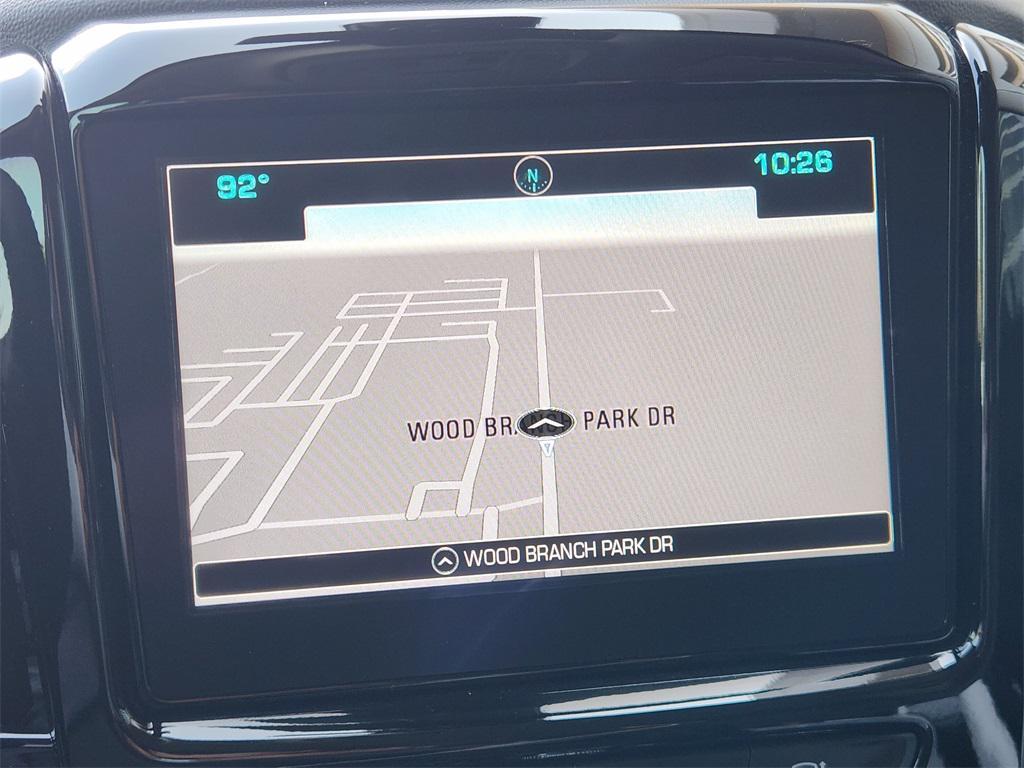 92°
N
10:26
WOOD BR PARK DR
WOOD BRANCH PARK DR